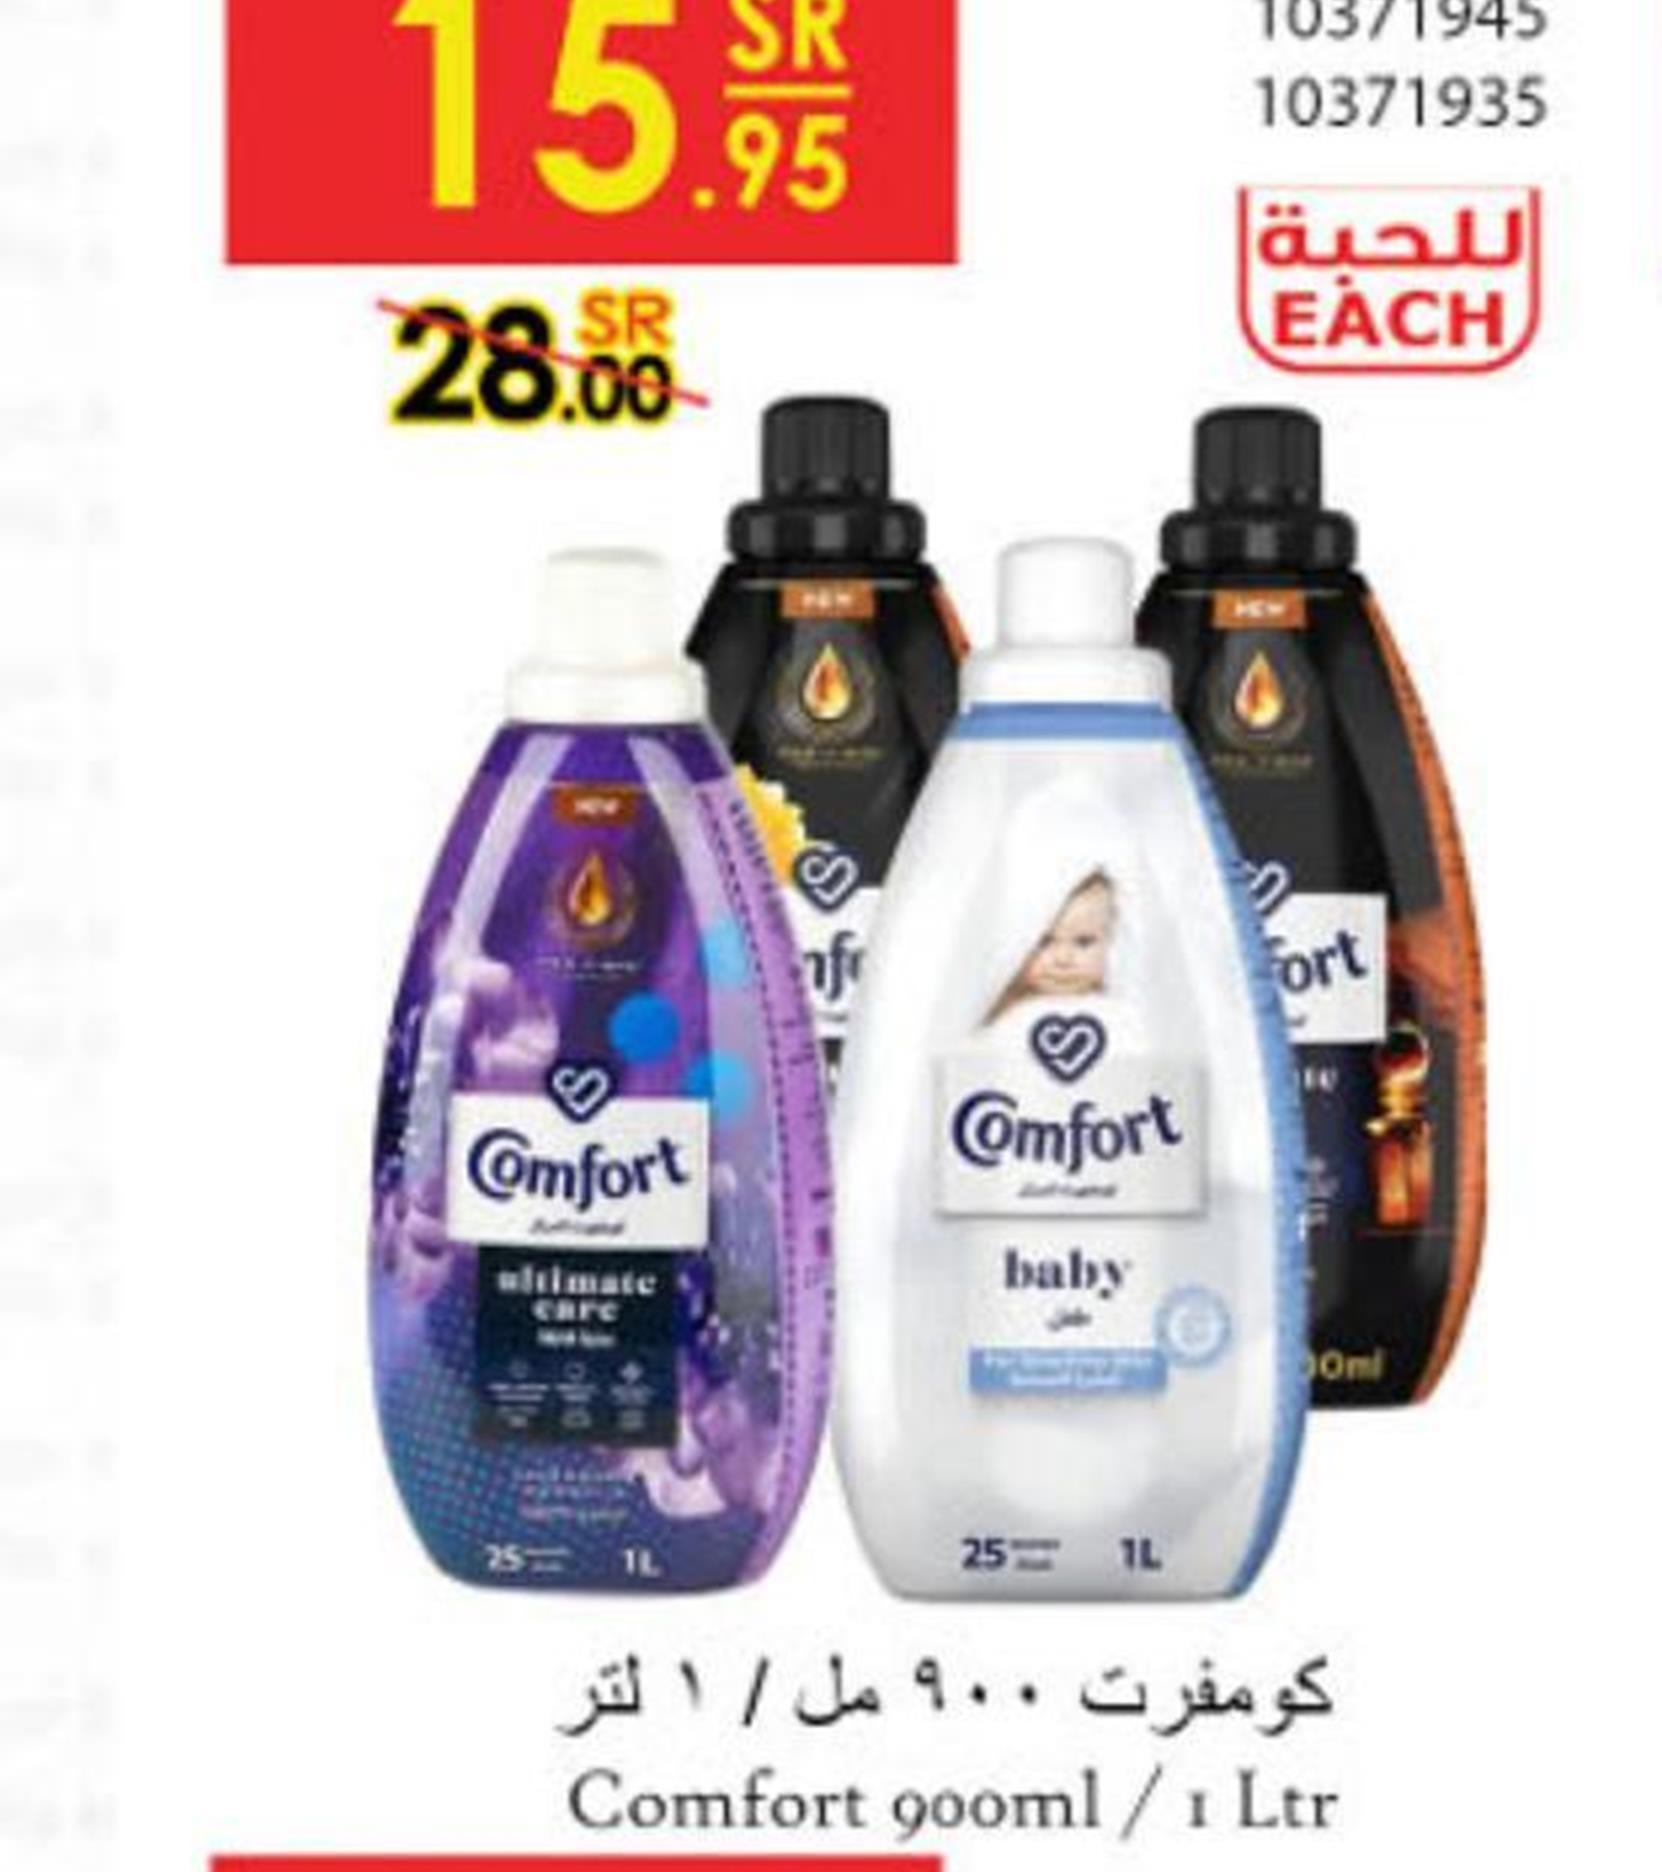 15.95 SR
10371945
10371935
للحبة
EACH
28.00 SR
NEW
NEW
NEW
Comfort
ultimate
care
25 1L
Comfort
baby
طفل
25 1L
fort
00ml
كومفرت ٩٠٠ مل / ١ لتر
Comfort 900ml / 1 Ltr